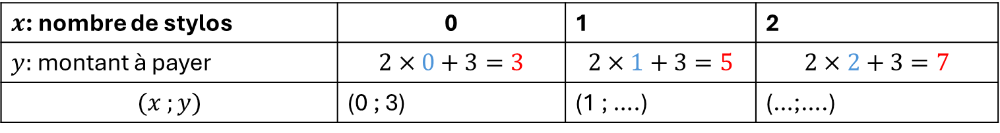 x: nombre de stylos 0 1 2
y: montant à payer 2 × 0 + 3 = 3 2 × 1 + 3 = 5 2 × 2 + 3 = 7
(x ; y) (0 ; 3) (1 ; ....) (...;....)